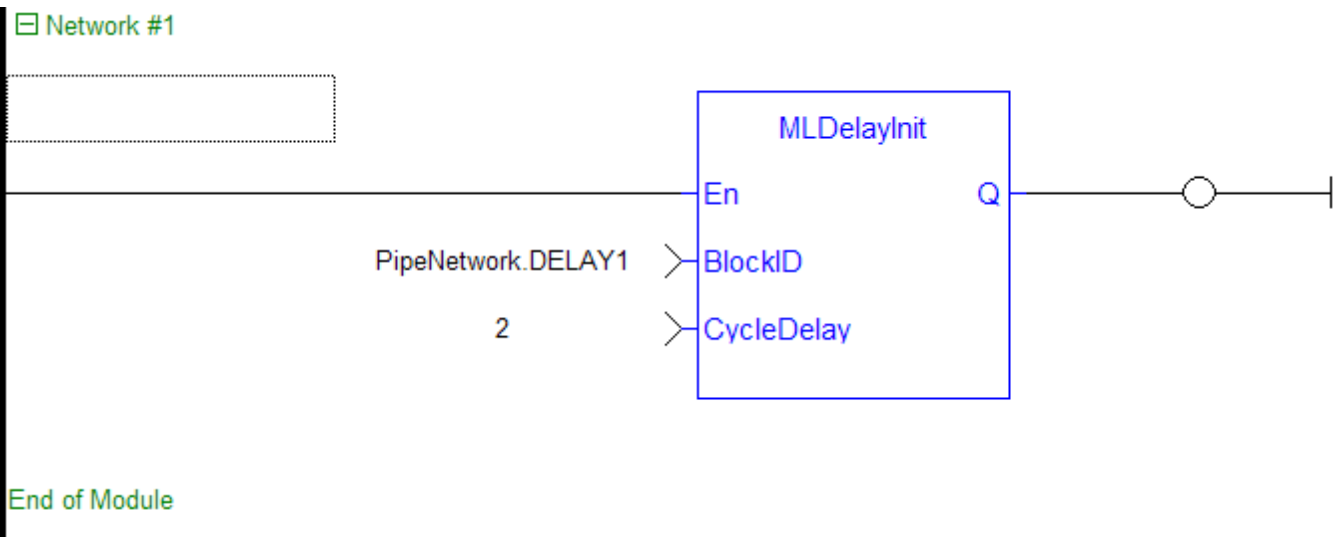 Network #1
MLDelayInit
En Q
PipeNetwork.DELAY1 BlockID
2 CycleDelay
End of Module